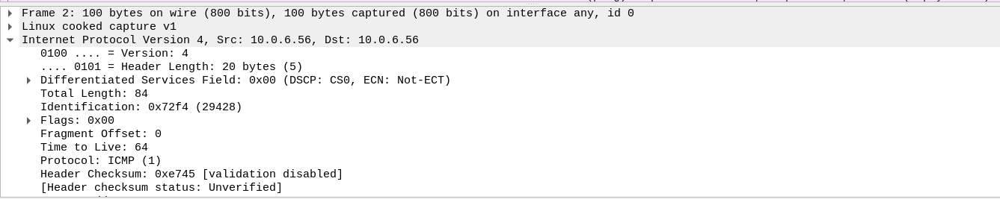 Frame 2: 100 bytes on wire (800 bits), 100 bytes captured (800 bits) on interface any, id 0
Linux cooked capture v1
Internet Protocol Version 4, Src: 10.0.6.56, Dst: 10.0.6.56
0100 .... = Version: 4
.... 0101 = Header Length: 20 bytes (5)
Differentiated Services Field: 0x00 (DSCP: CS0, ECN: Not-ECT)
Total Length: 84
Identification: 0x72f4 (29428)
Flags: 0x00
Fragment Offset: 0
Time to Live: 64
Protocol: ICMP (1)
Header Checksum: 0xe745 [validation disabled]
[Header checksum status: Unverified]